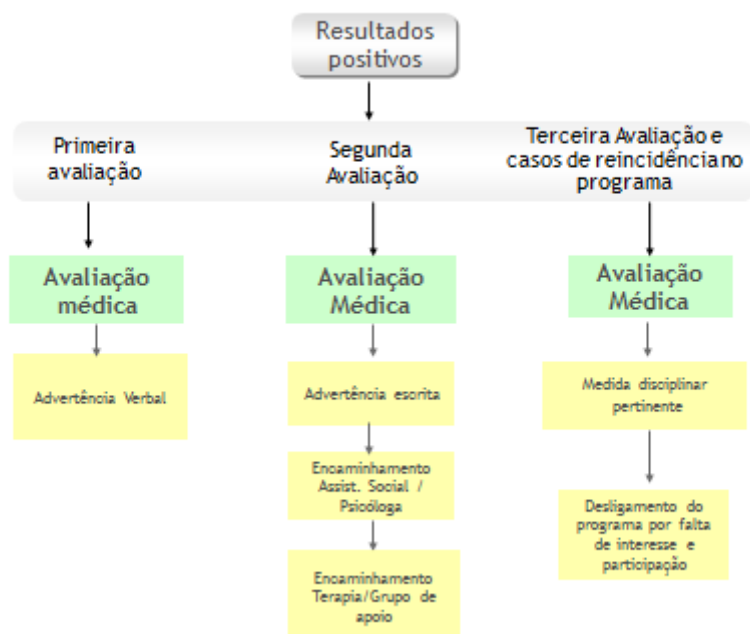 Resultados
positivos
Primeira
avaliação
Segunda
Avaliação
Terceira Avaliação e
casos de reincidência no
programa
Avaliação
médica
Avaliação
Médica
Avaliação
Médica
Advertência Verbal
Advertência escrita
Medida disciplinar
pertinente
Encaminhamento
Assist. Social /
Psicóloga
Desligamento do
programa por falta
de interesse e
participação
Encaminhamento
Terapia/Grupo de
apoio